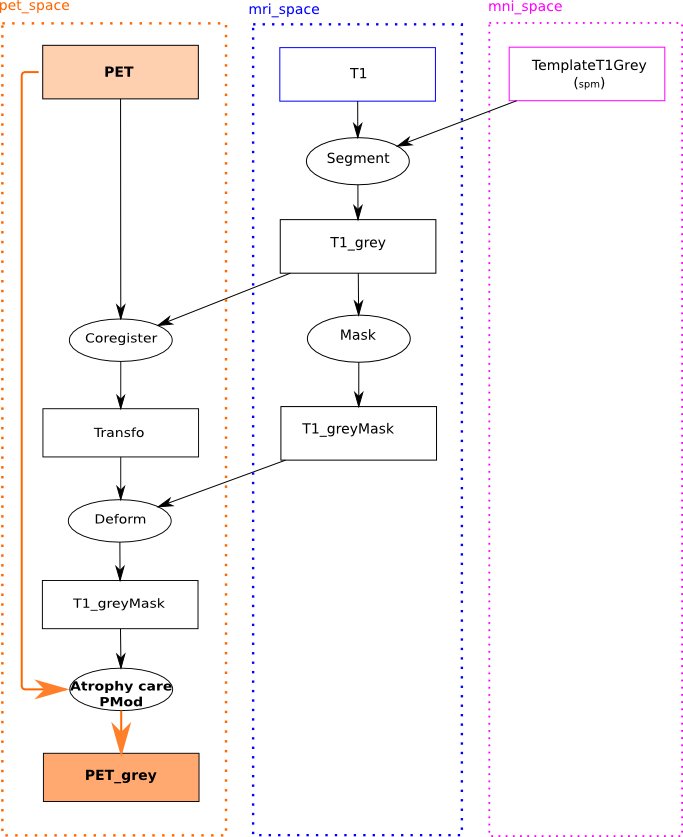 pet_space
mri_space
mni_space
PET
T1
TemplateT1Grey
(spm)
Segment
T1_grey
Coregister
Mask
Transfo
T1_greyMask
Deform
T1_greyMask
Atrophy care
PMod
PET_grey